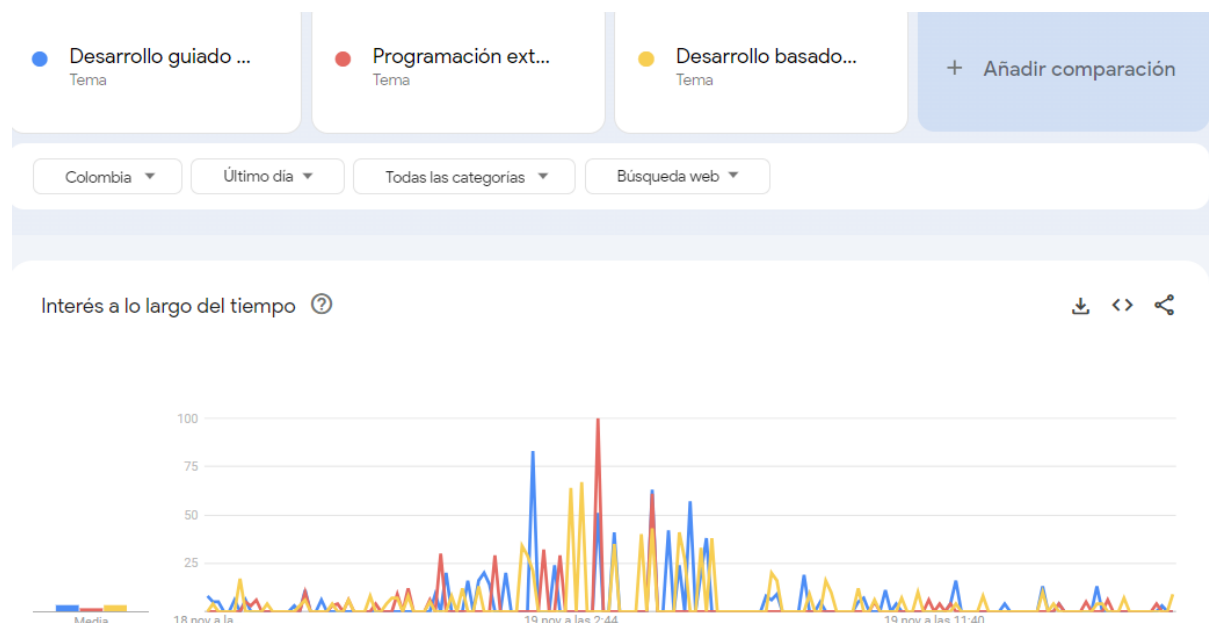 Desarrollo guiado ...
Tema
Programación ext...
Tema
Desarrollo basado...
Tema
+ Añadir comparación
Colombia
Último día
Todas las categorías
Búsqueda web
Interés a lo largo del tiempo
100
75
50
25
Media
18 nov a la…
19 nov a las 2:44
19 nov a las 11:40